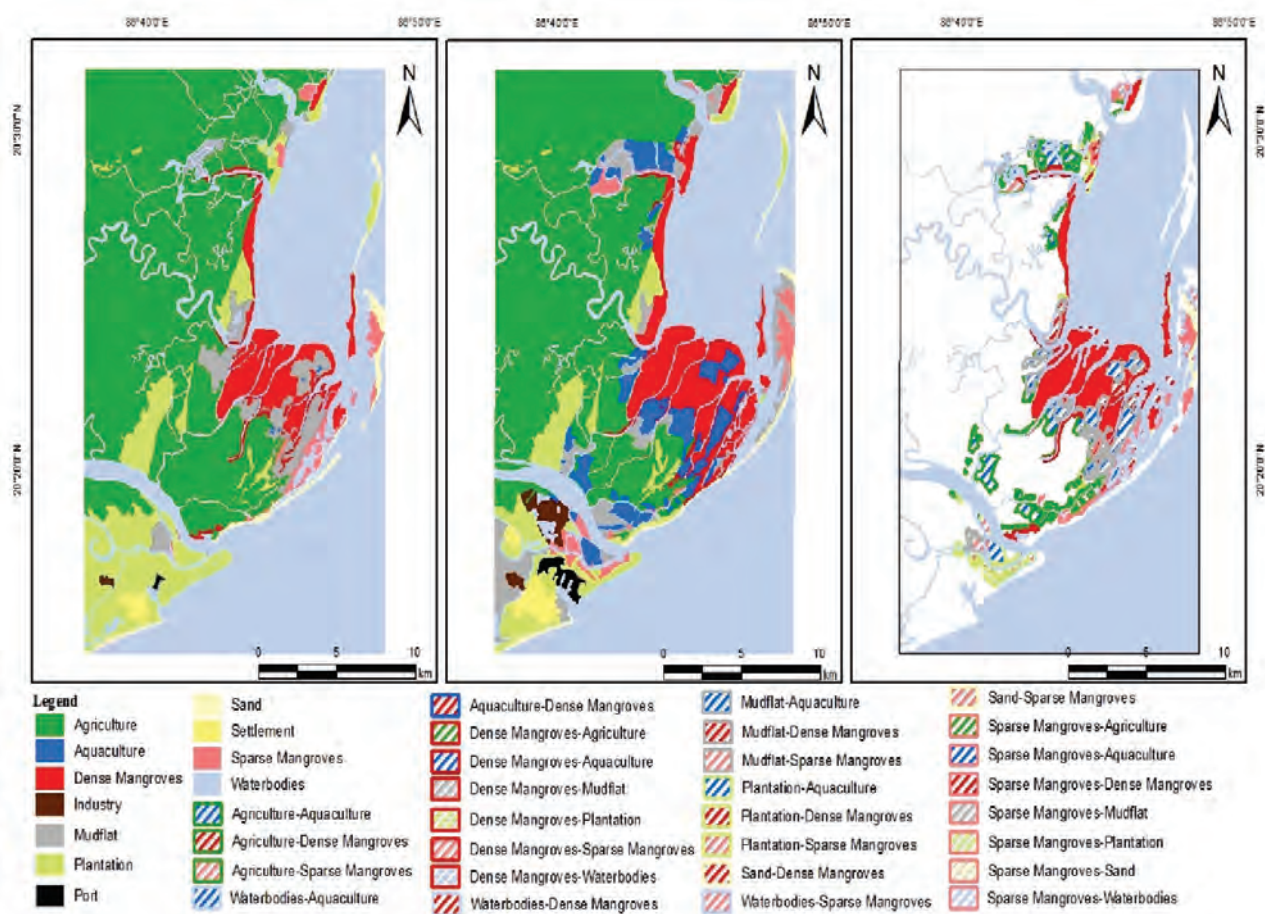 86°40'0"E
86°50'0"E
86°40'0"E
86°50'0"E
86°40'0"E
86°50'0"E
N
N
N
20°20'0"N
20°20'0"N
0 5 10
km
0 5 10
km
0 5 10
km
Legend
Agriculture
Aquaculture
Dense Mangroves
Industry
Mudflat
Plantation
Port
Sand
Settlement
Sparse Mangroves
Waterbodies
Agriculture-Aquaculture
Agriculture-Dense Mangroves
Agriculture-Sparse Mangroves
Waterbodies-Aquaculture
Aquaculture-Dense Mangroves
Dense Mangroves-Agriculture
Dense Mangroves-Aquaculture
Dense Mangroves-Mudflat
Dense Mangroves-Plantation
Dense Mangroves-Sparse Mangroves
Dense Mangroves-Waterbodies
Waterbodies-Dense Mangroves
Mudflat-Aquaculture
Mudflat-Dense Mangroves
Mudflat-Sparse Mangroves
Plantation-Aquaculture
Plantation-Dense Mangroves
Plantation-Sparse Mangroves
Sand-Dense Mangroves
Waterbodies-Sparse Mangroves
Sand-Sparse Mangroves
Sparse Mangroves-Agriculture
Sparse Mangroves-Aquaculture
Sparse Mangroves-Dense Mangroves
Sparse Mangroves-Mudflat
Sparse Mangroves-Plantation
Sparse Mangroves-Sand
Sparse Mangroves-Waterbodies